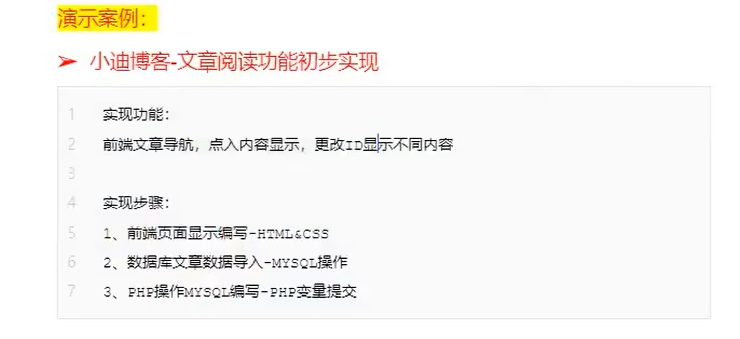 演示案例：
➢ 小迪博客-文章阅读功能初步实现
1 实现功能：
2 前端文章导航，点入内容显示，更改ID显示不同内容
3
4 实现步骤：
5 1、前端页面显示编写-HTML&CSS
6 2、数据库文章数据导入-MYSQL操作
7 3、PHP操作MYSQL编写-PHP变量提交